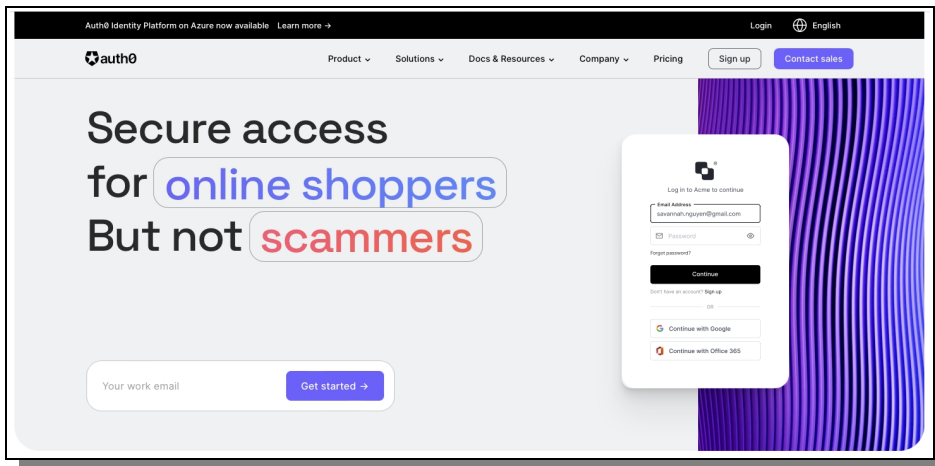 Auth0 Identity Platform on Azure now available Learn more →
Login English
auth0
Product Solutions Docs & Resources Company Pricing Sign up Contact sales
Secure access
for online shoppers
But not scammers
Your work email Get started →
Log in to Acme to continue
Email Address
savannah.nguyen@gmail.com
Password
Forgot password?
Continue
Don't have an account? Sign up
OR
Continue with Google
Continue with Office 365